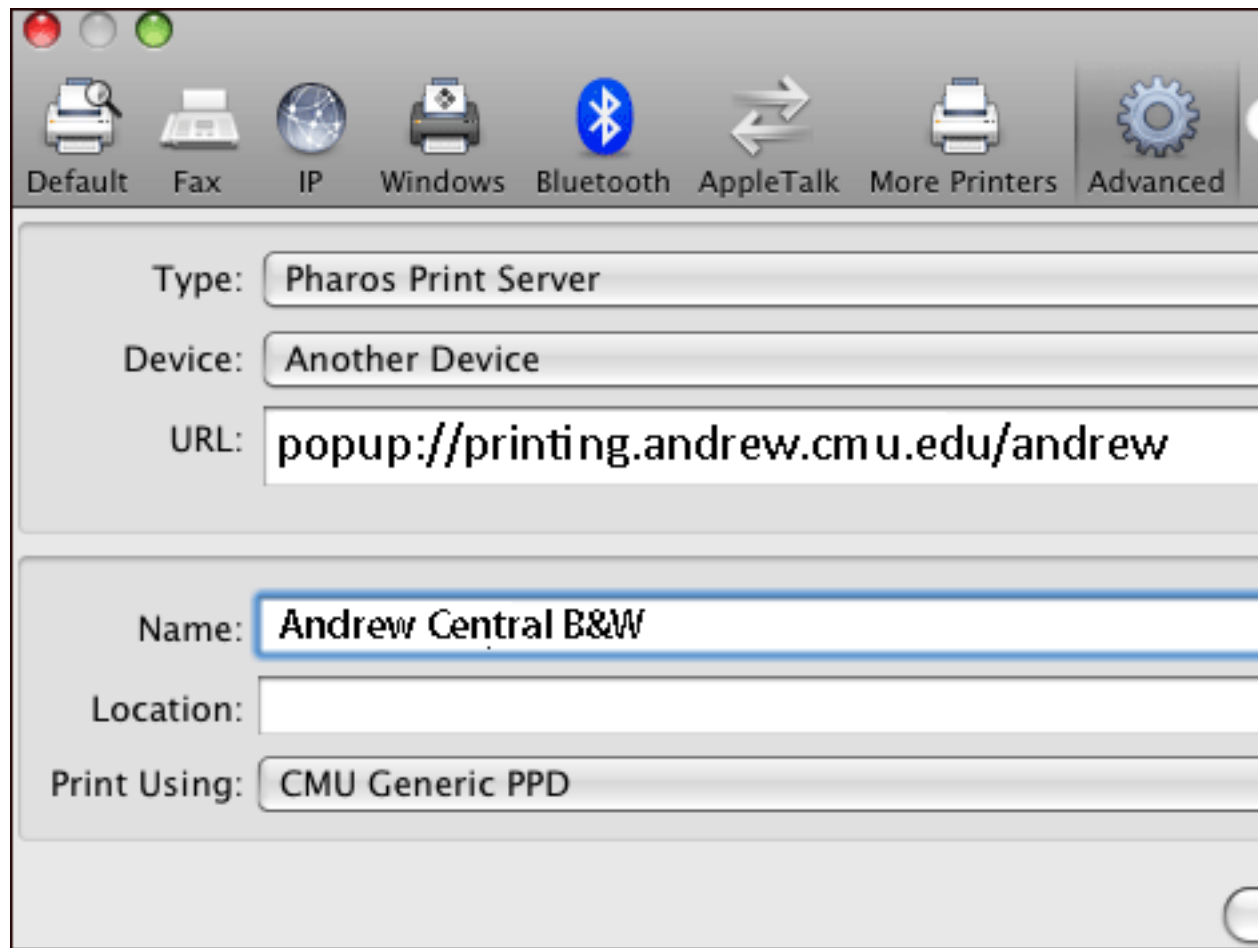 Default Fax IP Windows Bluetooth AppleTalk More Printers Advanced
Type: Pharos Print Server
Device: Another Device
URL: popup://printing.andrew.cmu.edu/andrew
Name: Andrew Central B&W
Location:
Print Using: CMU Generic PPD